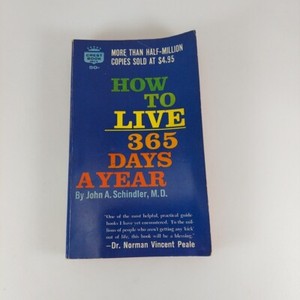 CREST
BOOK
MORE THAN HALF-MILLION
COPIES SOLD AT $4.95
HOW
TO
LIVE
365
DAYS
A YEAR
By John A. Schindler, M.D.
"One of the most helpful, practical guide
books I have yet encountered. To the mil-
lions of people who aren't getting any kick
out of life, this book will be a blessing."
—Dr. Norman Vincent Peale